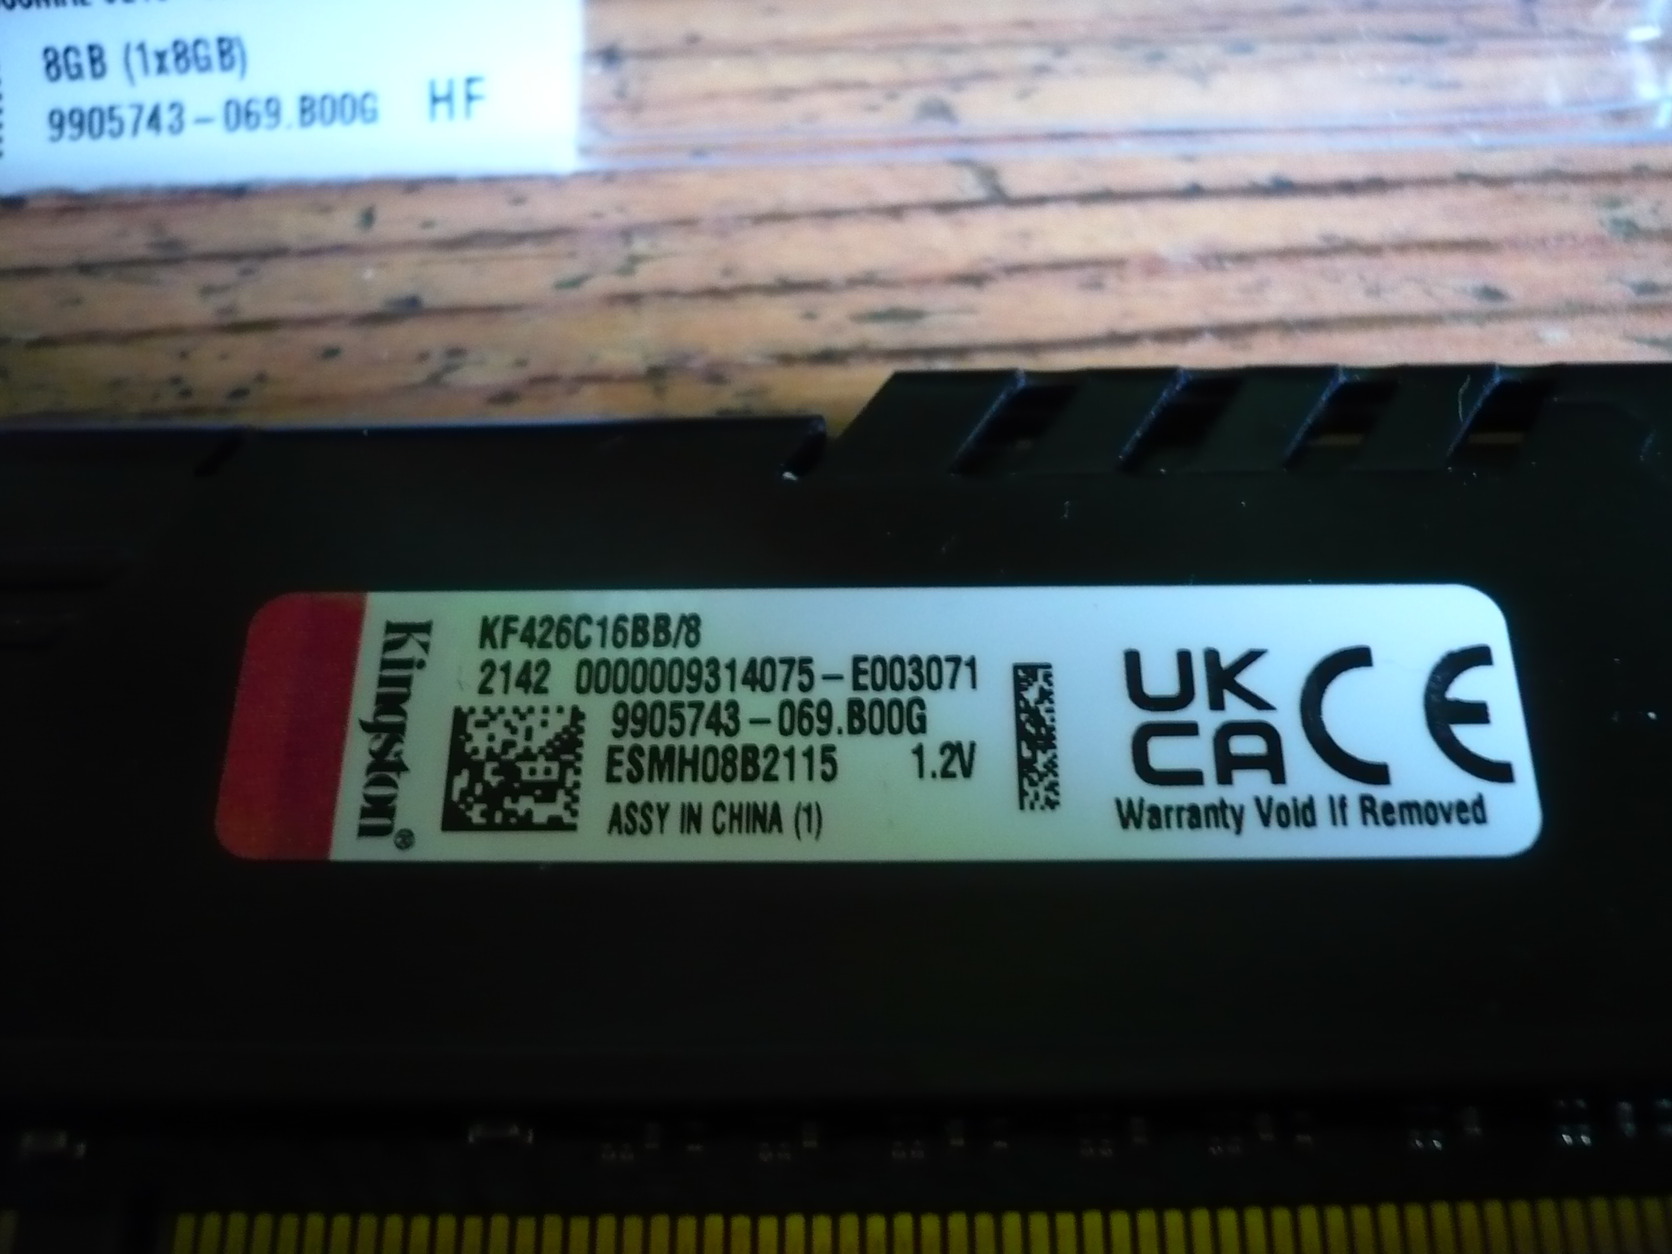 8GB (1x8GB)
9905743-069.B00G HF
Kingston®
KF426C16BB/8
2142 0000009314075-E003071
9905743-069.B00G
ESMH08B2115 1.2V
ASSY IN CHINA (1)
UK
CA CE
Warranty Void If Removed